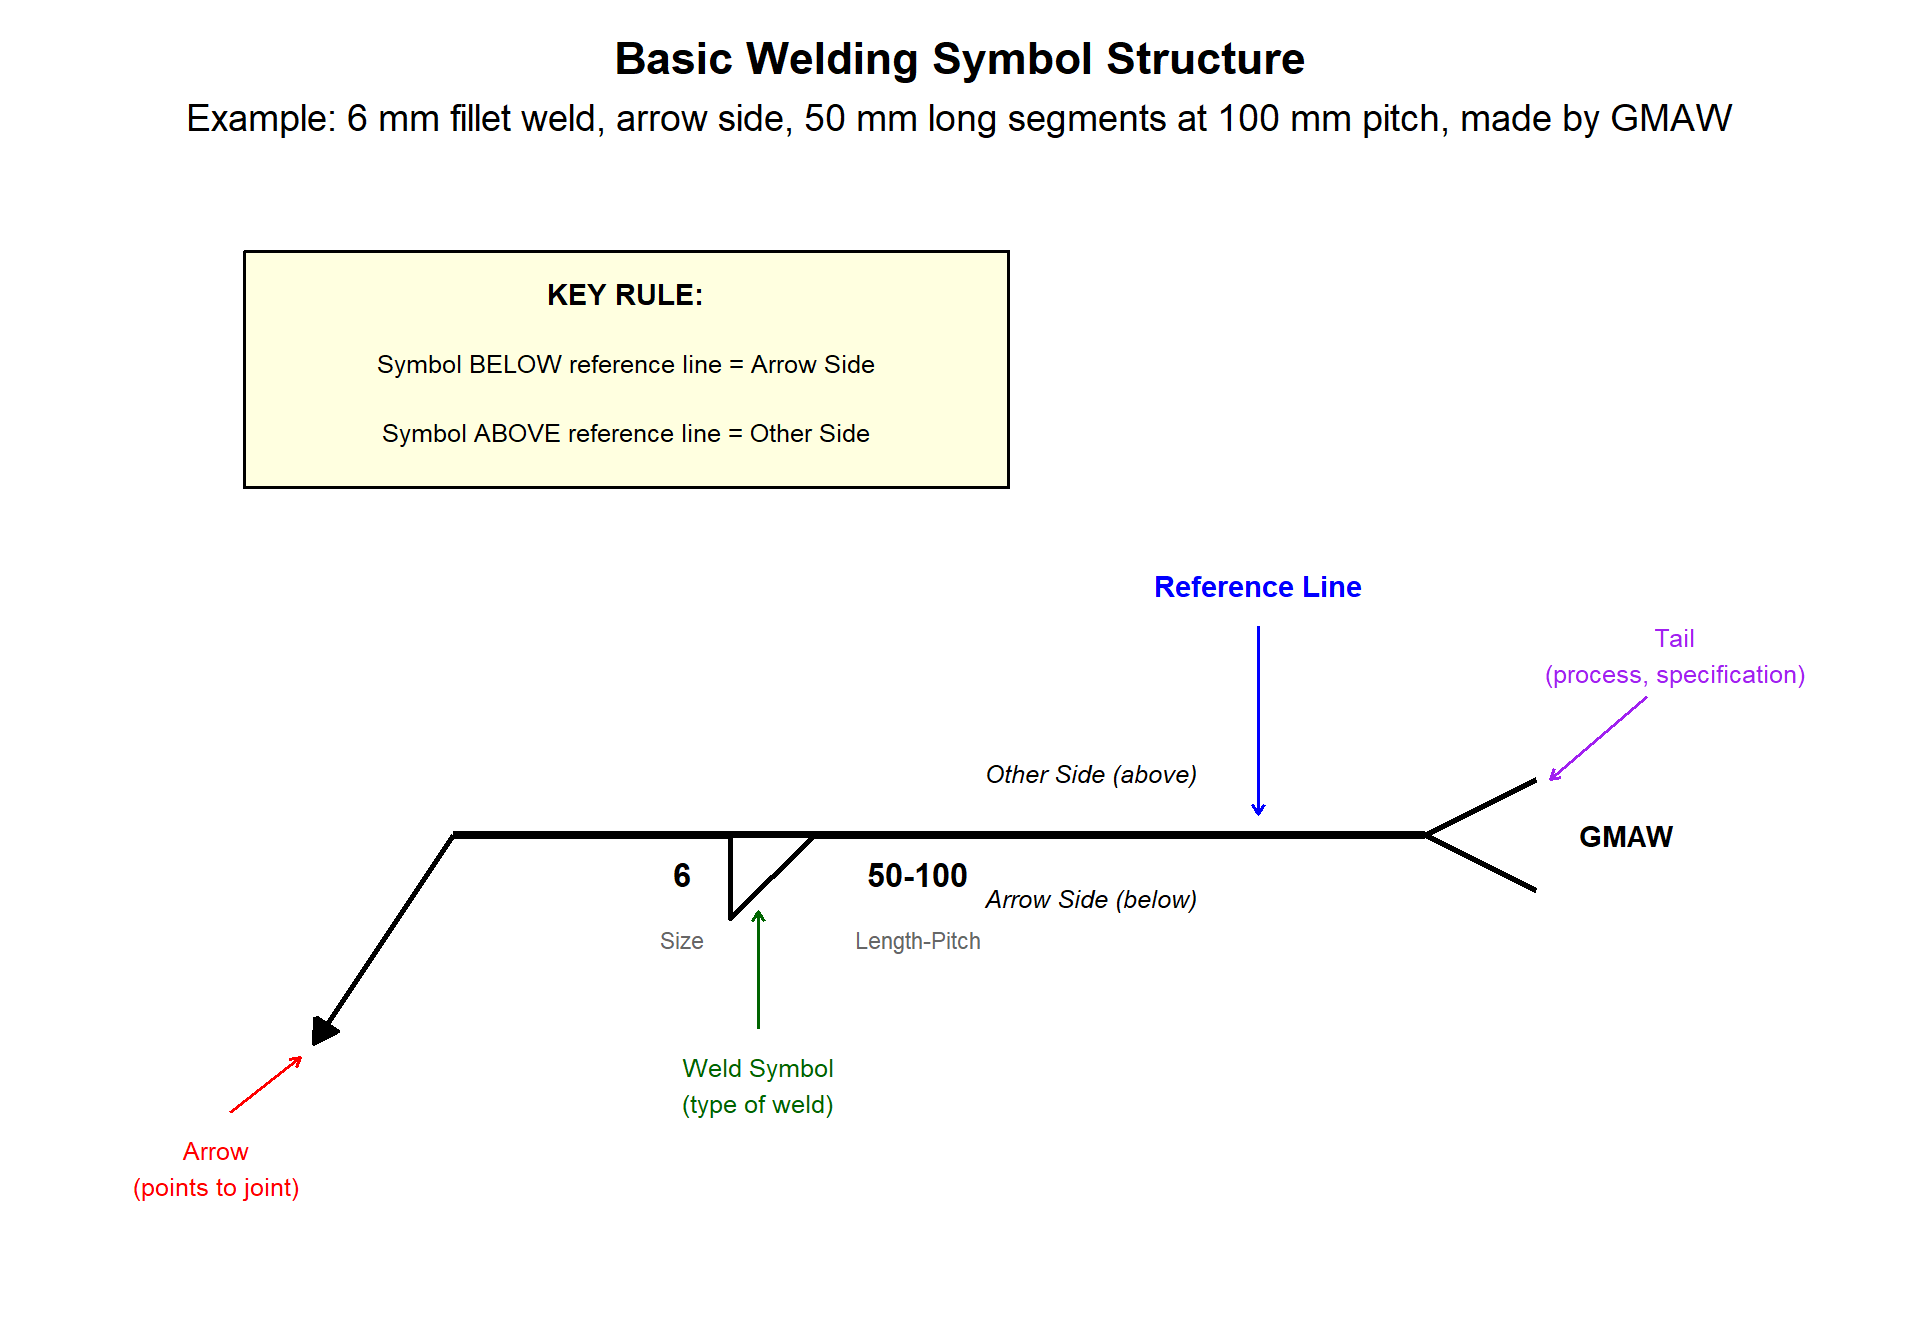 Basic Welding Symbol Structure
Example: 6 mm fillet weld, arrow side, 50 mm long segments at 100 mm pitch, made by GMAW
KEY RULE:
Symbol BELOW reference line = Arrow Side
Symbol ABOVE reference line = Other Side
Reference Line
Tail
(process, specification)
Other Side (above)
GMAW
6
50-100
Arrow Side (below)
Size
Length-Pitch
Weld Symbol
(type of weld)
Arrow
(points to joint)